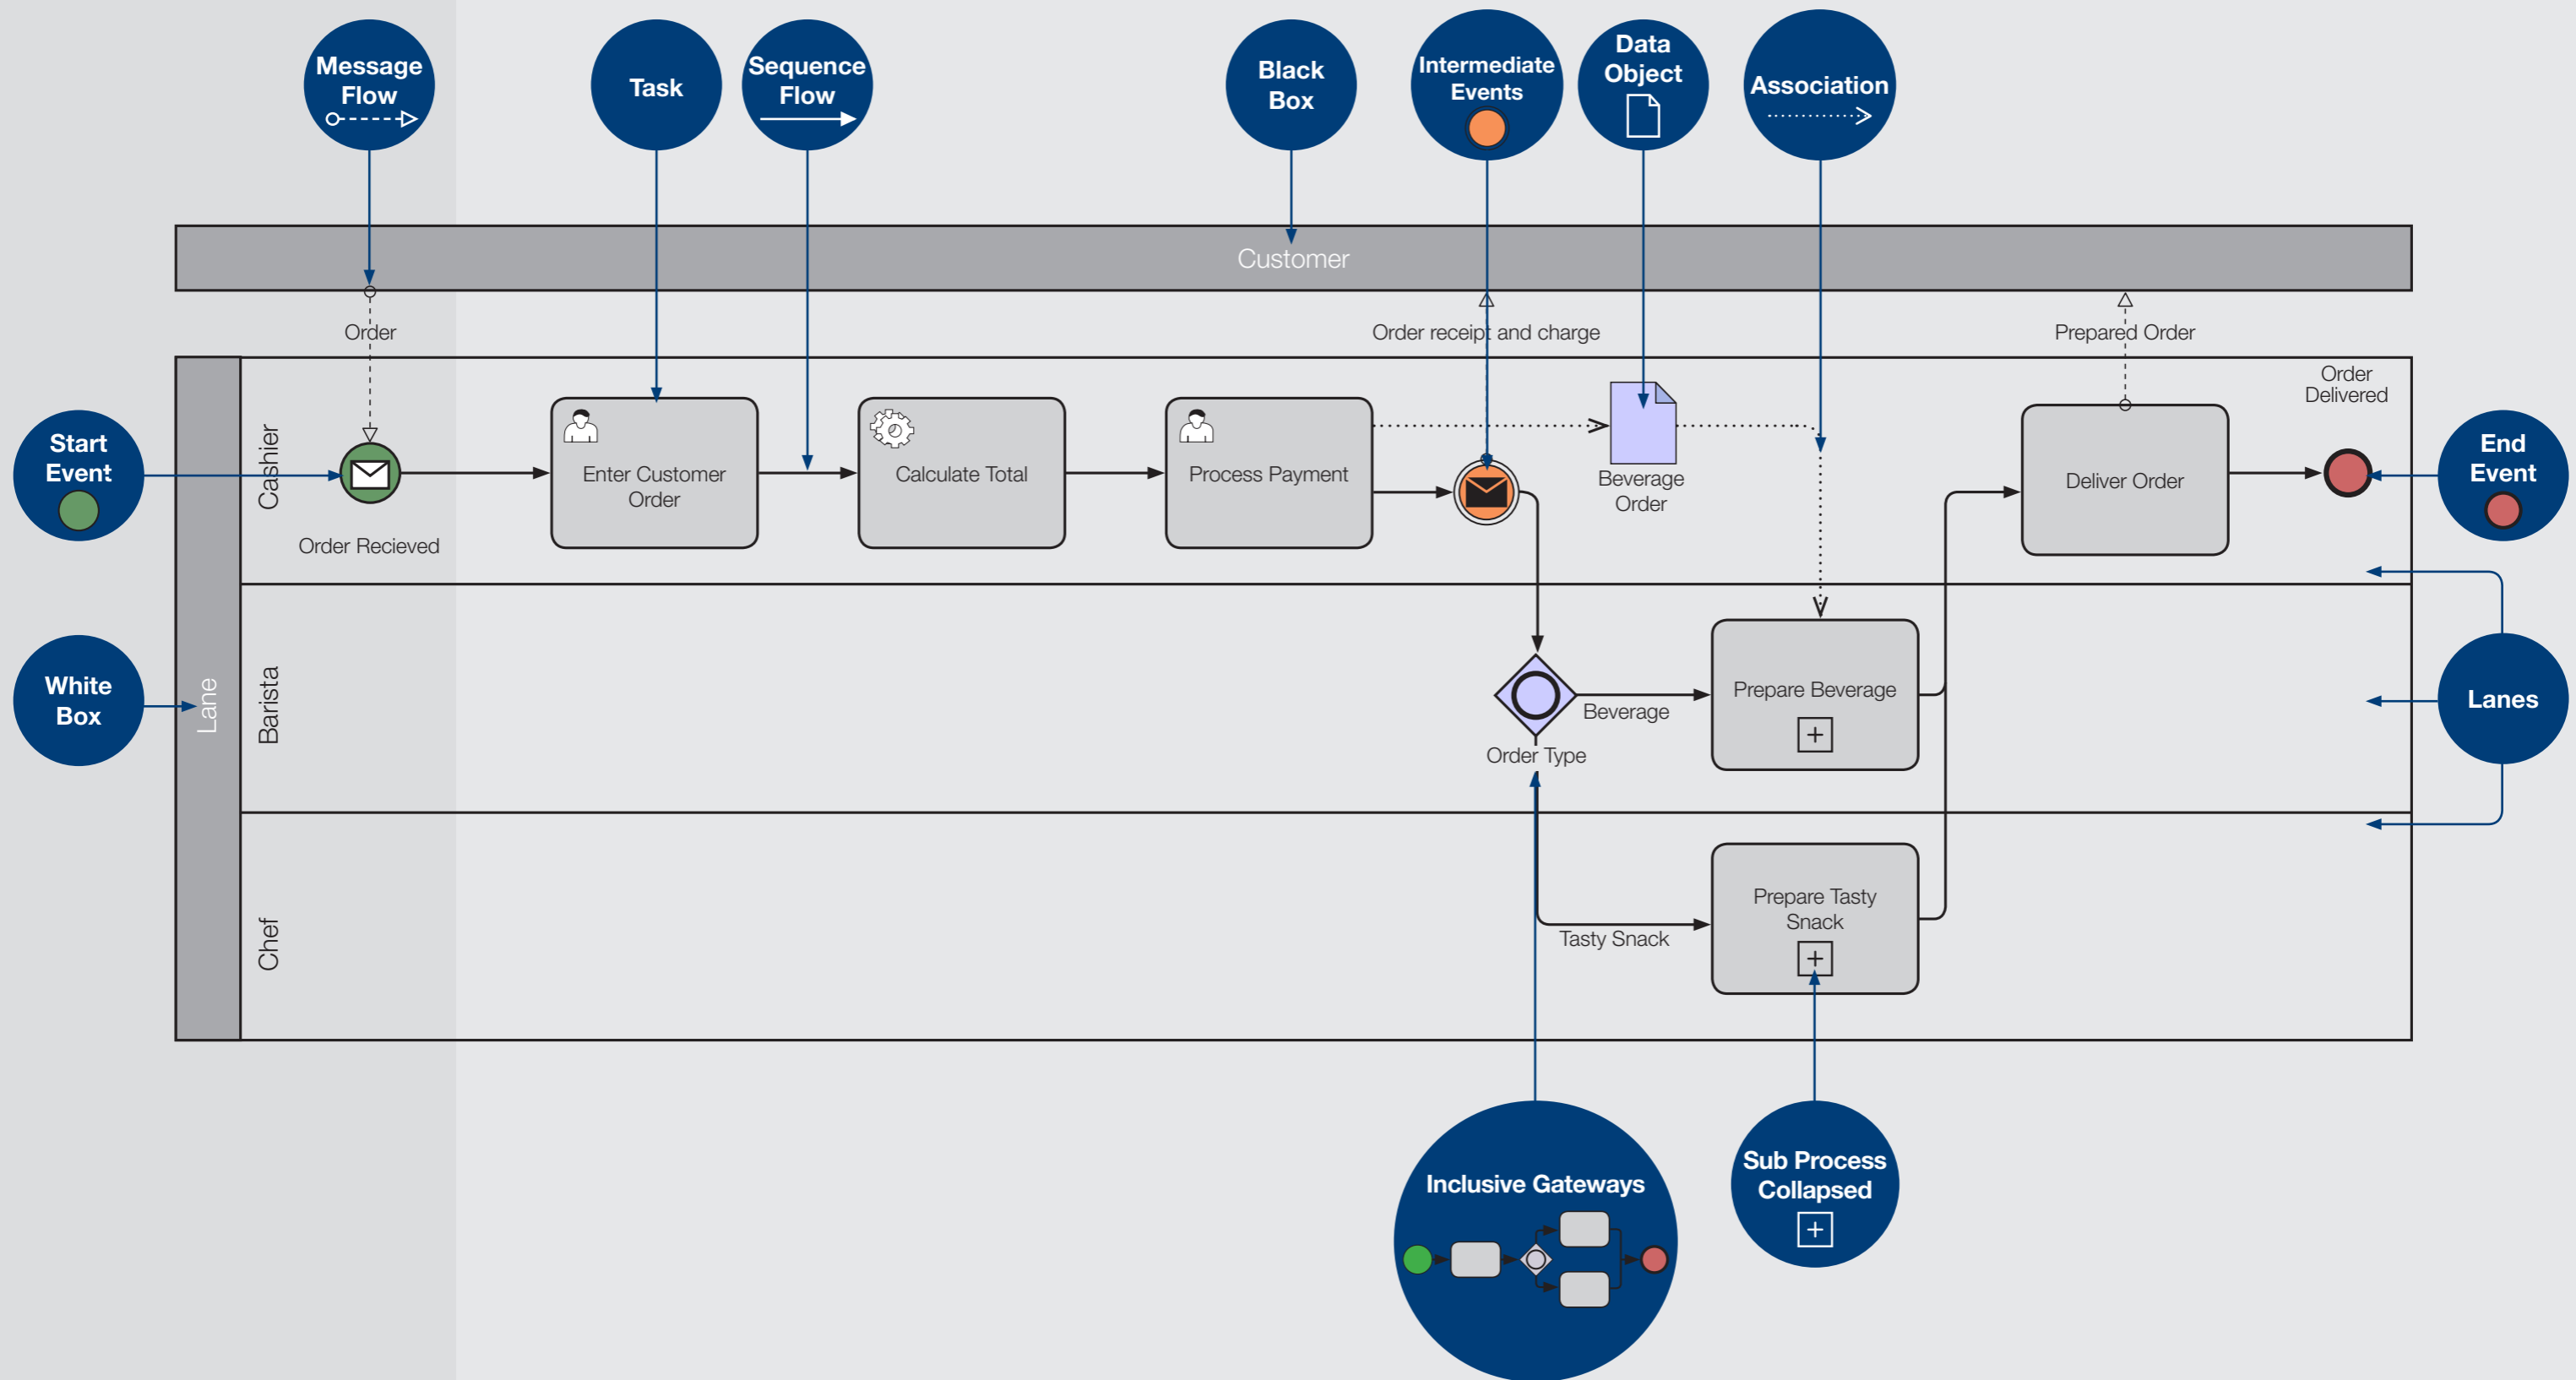 Message
Flow
Task
Sequence
Flow
Black
Box
Intermediate
Events
Data
Object
Association
Customer
Order
Order receipt and charge
Prepared Order
Order
Delivered
Start
Event
Cashier
Order Recieved
Enter Customer
Order
Calculate Total
Process Payment
Beverage
Order
Deliver Order
End
Event
White
Box
Lane
Barista
Beverage
Order Type
Prepare Beverage
Lanes
Chef
Tasty Snack
Prepare Tasty
Snack
Inclusive Gateways
Sub Process
Collapsed